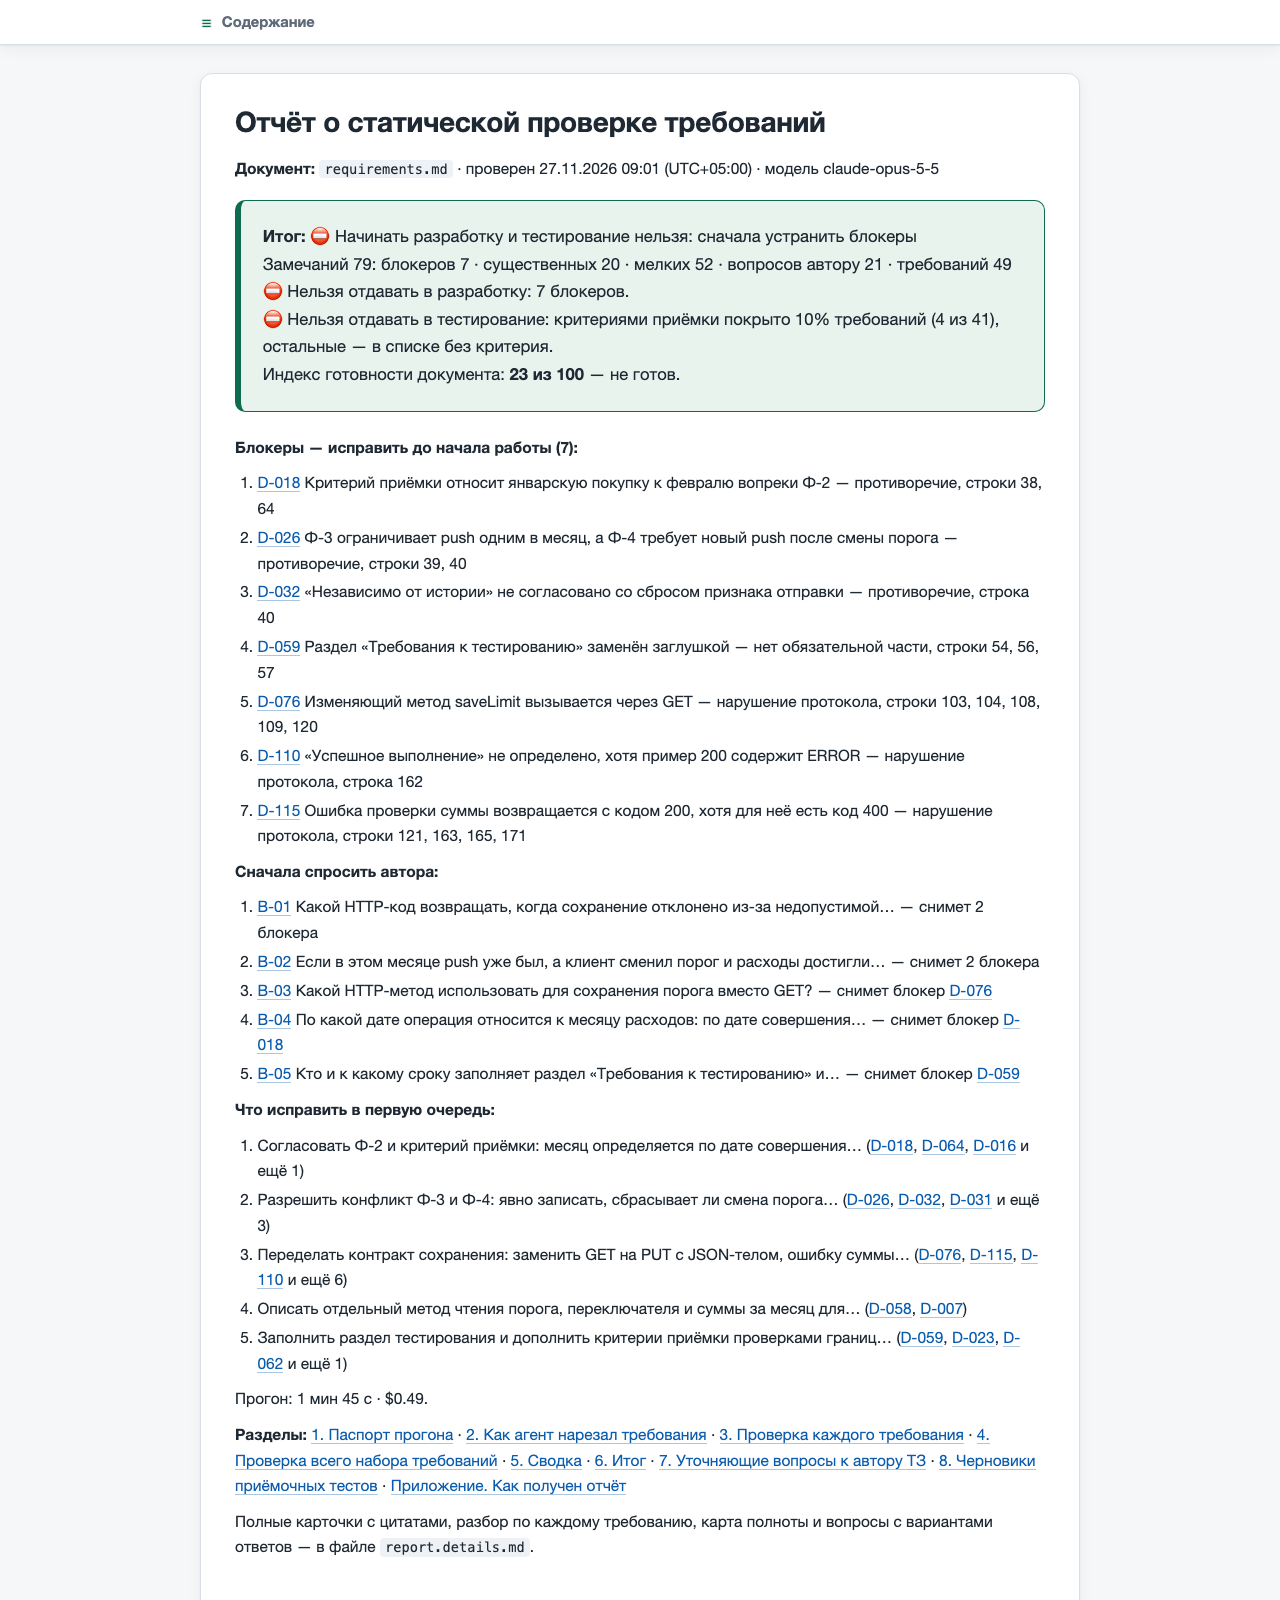 ≡ Содержание
Отчёт о статической проверке требований
Документ: requirements.md · проверен 27.11.2026 09:01 (UTC+05:00) · модель claude-opus-5-5
Итог: ⛔ Начинать разработку и тестирование нельзя: сначала устранить блокеры
Замечаний 79: блокеров 7 · существенных 20 · мелких 52 · вопросов автору 21 · требований 49
⛔ Нельзя отдавать в разработку: 7 блокеров.
⛔ Нельзя отдавать в тестирование: критериями приёмки покрыто 10% требований (4 из 41),
остальные — в списке без критерия.
Индекс готовности документа: 23 из 100 — не готов.
Блокеры — исправить до начала работы (7):
1. D-018 Критерий приёмки относит январскую покупку к февралю вопреки Ф-2 — противоречие, строки 38,
64
2. D-026 Ф-3 ограничивает push одним в месяц, а Ф-4 требует новый push после смены порога —
противоречие, строки 39, 40
3. D-032 «Независимо от истории» не согласовано со сбросом признака отправки — противоречие, строка
40
4. D-059 Раздел «Требования к тестированию» заменён заглушкой — нет обязательной части, строки 54, 56,
57
5. D-076 Изменяющий метод saveLimit вызывается через GET — нарушение протокола, строки 103, 104, 108,
109, 120
6. D-110 «Успешное выполнение» не определено, хотя пример 200 содержит ERROR — нарушение
протокола, строка 162
7. D-115 Ошибка проверки суммы возвращается с кодом 200, хотя для неё есть код 400 — нарушение
протокола, строки 121, 163, 165, 171
Сначала спросить автора:
1. В-01 Какой HTTP-код возвращать, когда сохранение отклонено из-за недопустимой… — снимет 2
блокера
2. В-02 Если в этом месяце push уже был, а клиент сменил порог и расходы достигли… — снимет 2 блокера
3. В-03 Какой HTTP-метод использовать для сохранения порога вместо GET? — снимет блокер D-076
4. В-04 По какой дате операция относится к месяцу расходов: по дате совершения… — снимет блокер D-
018
5. В-05 Кто и к какому сроку заполняет раздел «Требования к тестированию» и… — снимет блокер D-059
Что исправить в первую очередь:
1. Согласовать Ф-2 и критерий приёмки: месяц определяется по дате совершения… (D-018, D-064, D-016 и
ещё 1)
2. Разрешить конфликт Ф-3 и Ф-4: явно записать, сбрасывает ли смена порога… (D-026, D-032, D-031 и ещё
3)
3. Переделать контракт сохранения: заменить GET на PUT с JSON-телом, ошибку суммы… (D-076, D-115, D-
110 и ещё 6)
4. Описать отдельный метод чтения порога, переключателя и суммы за месяц для… (D-058, D-007)
5. Заполнить раздел тестирования и дополнить критерии приёмки проверками границ… (D-059, D-023, D-
062 и ещё 1)
Прогон: 1 мин 45 с · $0.49.
Разделы: 1. Паспорт прогона · 2. Как агент нарезал требования · 3. Проверка каждого требования · 4.
Проверка всего набора требований · 5. Сводка · 6. Итог · 7. Уточняющие вопросы к автору ТЗ · 8. Черновики
приёмочных тестов · Приложение. Как получен отчёт
Полные карточки с цитатами, разбор по каждому требованию, карта полноты и вопросы с вариантами
ответов — в файле report.details.md.